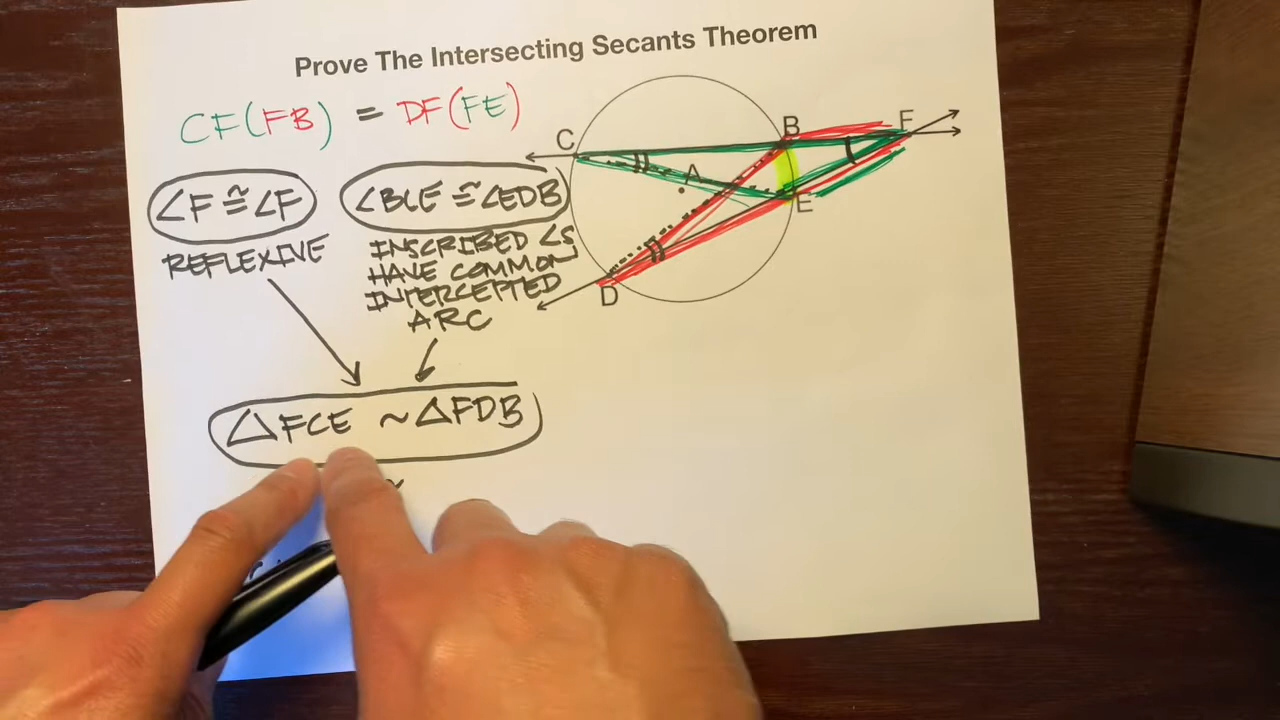 Prove The Intersecting Secants Theorem
CF(FB) = DF(FE)
C
B
F
A
E
D
∠F ≅ ∠F
REFLEXIVE
∠BCE ≅ ∠EDB
INSCRIBED ∠S
HAVE COMMON
INTERCEPTED
ARC
△FCE ~ △FDB